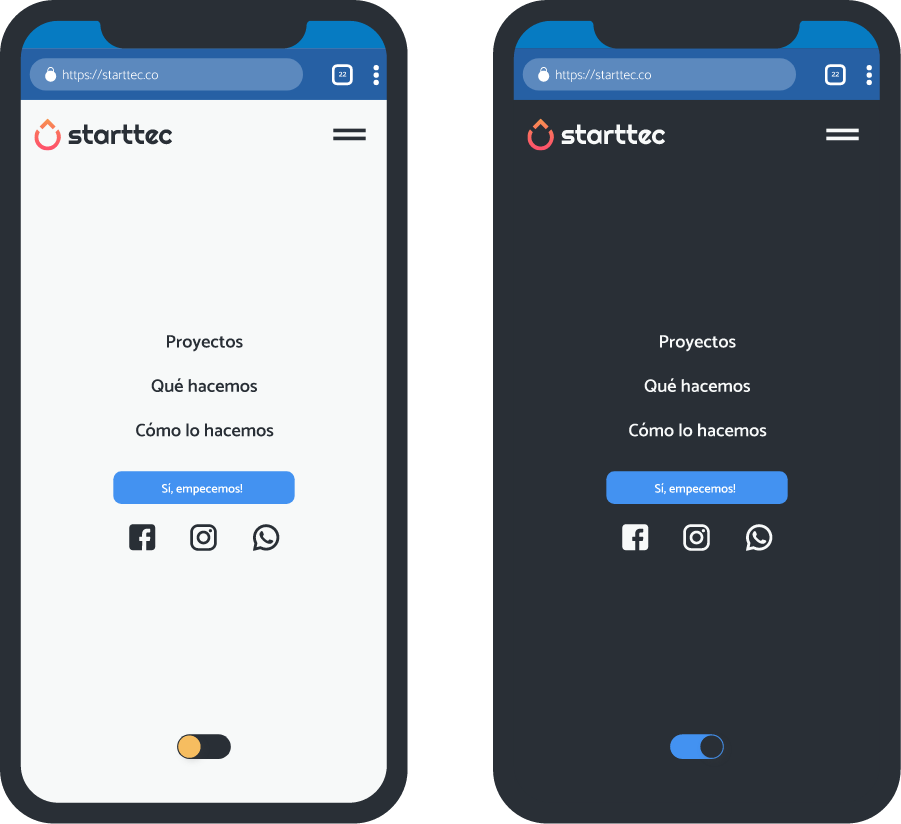 https://starttec.co
22
starttec
Proyectos
Qué hacemos
Cómo lo hacemos
Sí, empecemos!
https://starttec.co
22
starttec
Proyectos
Qué hacemos
Cómo lo hacemos
Sí, empecemos!